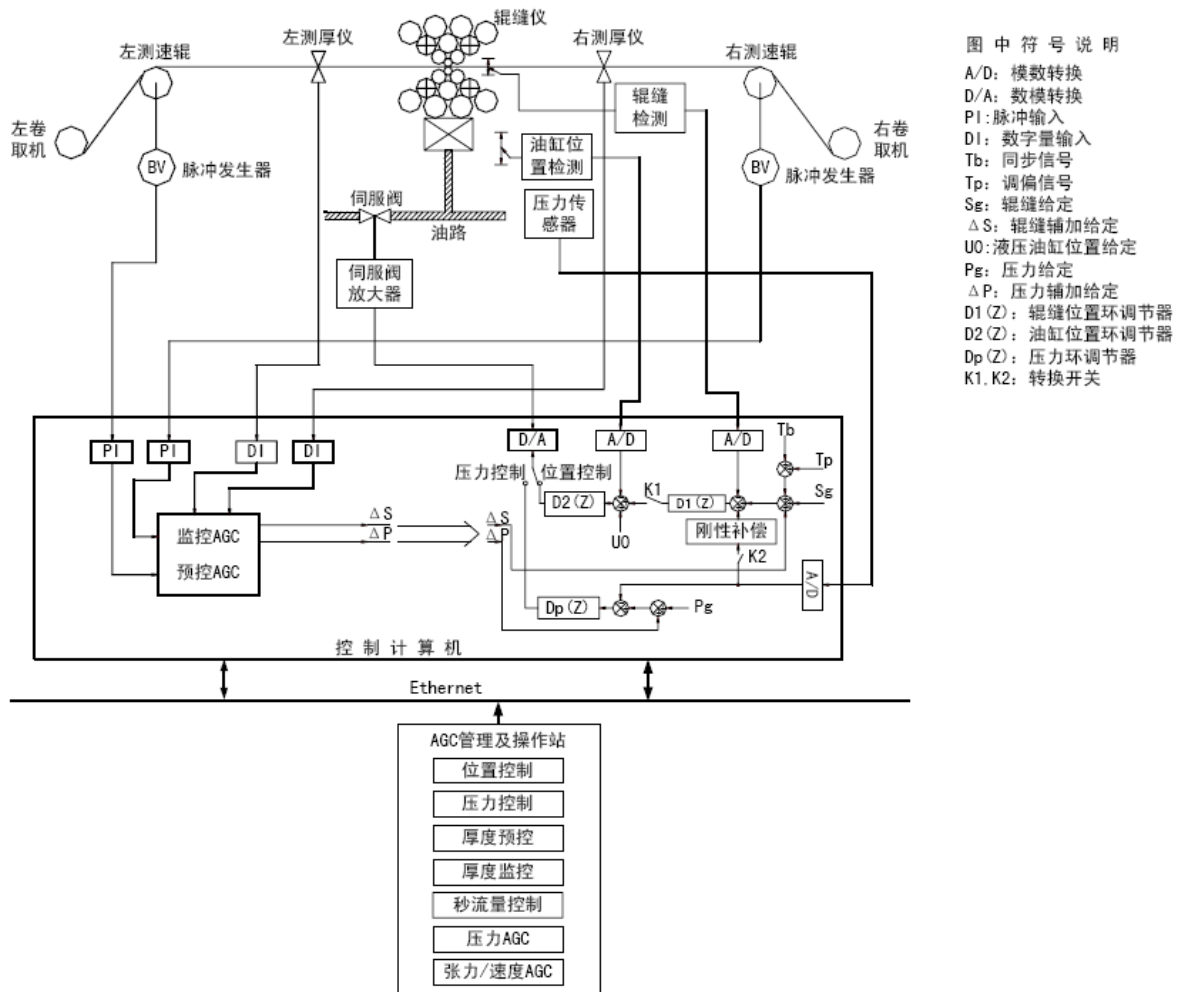 辊缝仪
左测速辊
左测厚仪
右测厚仪
右测速辊
左卷
取机
右卷
取机
辊缝
检测
油缸位
置检测
BV
脉冲发生器
BV
脉冲发生器
伺服阀
油路
压力传
感器
伺服阀
放大器
图中符号说明
A/D: 模数转换
D/A: 数模转换
PI:脉冲输入
DI: 数字量输入
Tb: 同步信号
Tp: 调偏信号
Sg: 辊缝给定
ΔS: 辊缝辅加给定
U0:液压油缸位置给定
Pg: 压力给定
ΔP: 压力辅加给定
D1(Z): 辊缝位置环调节器
D2(Z): 油缸位置环调节器
Dp(Z): 压力环调节器
K1,K2: 转换开关
PI
PI
DI
DI
D/A
A/D
A/D
Tb
Tp
压力控制
位置控制
D2(Z)
K1
D1(Z)
Sg
U0
刚性补偿
K2
A/D
监控AGC
预控AGC
ΔS
ΔP
ΔS
ΔP
Dp(Z)
Pg
控制计算机
Ethernet
AGC管理及操作站
位置控制
压力控制
厚度预控
厚度监控
秒流量控制
压力AGC
张力/速度AGC